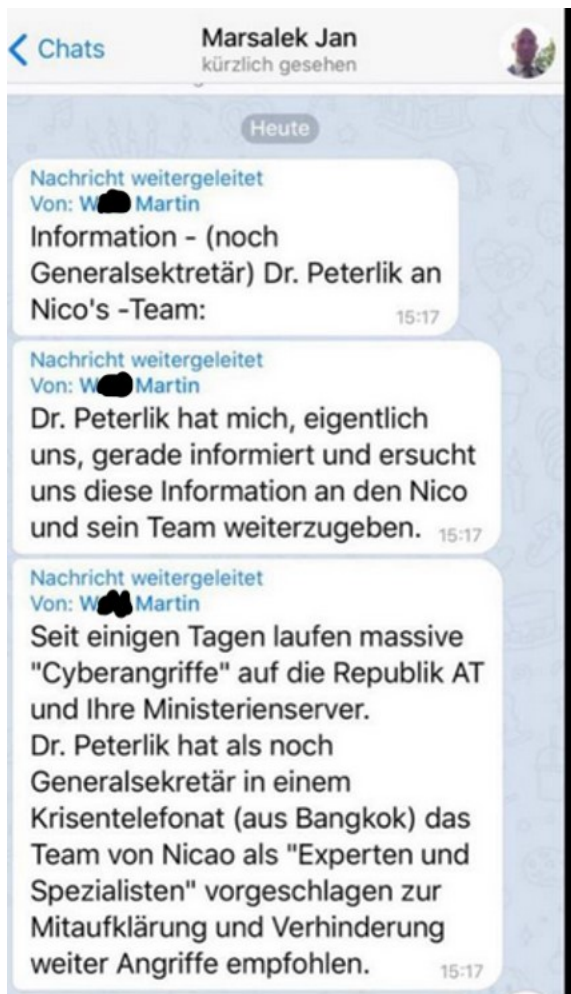 Chats
Marsalek Jan
kürzlich gesehen
Heute
Nachricht weitergeleitet
Von: W Martin
Information - (noch
Generalsektretär) Dr. Peterlik an
Nico's -Team:
15:17
Nachricht weitergeleitet
Von: W Martin
Dr. Peterlik hat mich, eigentlich
uns, gerade informiert und ersucht
uns diese Information an den Nico
und sein Team weiterzugeben.
15:17
Nachricht weitergeleitet
Von: W Martin
Seit einigen Tagen laufen massive
"Cyberangriffe" auf die Republik AT
und Ihre Ministerienserver.
Dr. Peterlik hat als noch
Generalsekretär in einem
Krisentelefonat (aus Bangkok) das
Team von Nicao als "Experten und
Spezialisten" vorgeschlagen zur
Mitaufklärung und Verhinderung
weiter Angriffe empfohlen.
15:17